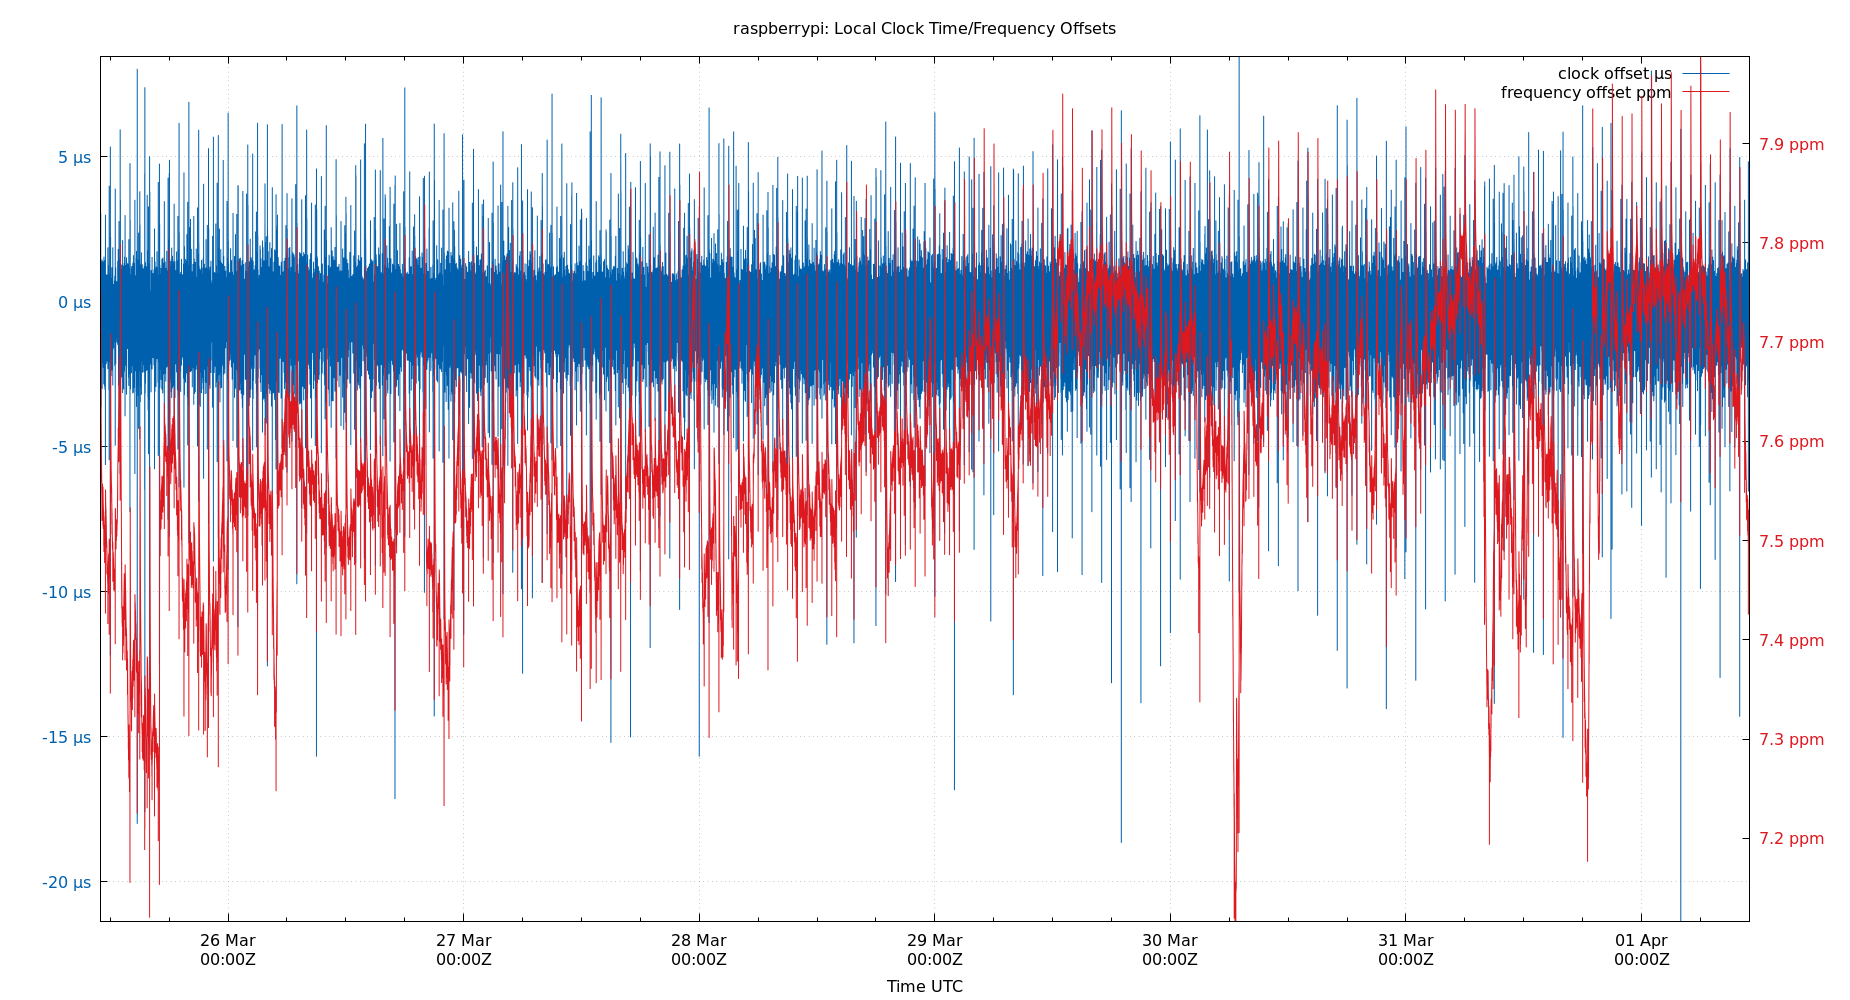 raspberrypi: Local Clock Time/Frequency Offsets
clock offset µs
frequency offset ppm
5 µs
0 µs
-5 µs
-10 µs
-15 µs
-20 µs
7.9 ppm
7.8 ppm
7.7 ppm
7.6 ppm
7.5 ppm
7.4 ppm
7.3 ppm
7.2 ppm
26 Mar 27 Mar 28 Mar 29 Mar 30 Mar 31 Mar 01 Apr
00:00Z 00:00Z 00:00Z 00:00Z 00:00Z 00:00Z 00:00Z
Time UTC